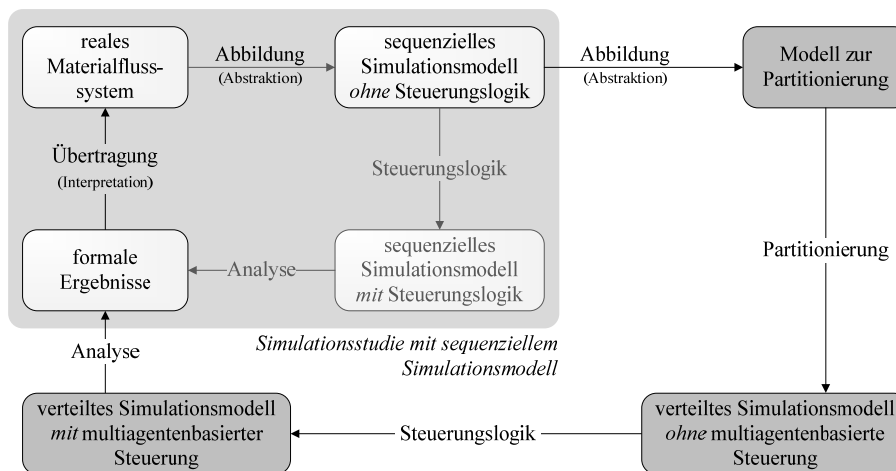 reales
Materialfluss-
system
Abbildung
(Abstraktion)
sequenzielles
Simulationsmodell
ohne Steuerungslogik
Abbildung
(Abstraktion)
Modell zur
Partitionierung
Übertragung
(Interpretation)
Steuerungslogik
formale
Ergebnisse
Analyse
sequenzielles
Simulationsmodell
mit Steuerungslogik
Partitionierung
Simulationsstudie mit sequenziellem
Simulationsmodell
Analyse
verteiltes Simulationsmodell
mit multiagentenbasierter
Steuerung
Steuerungslogik
verteiltes Simulationsmodell
ohne multiagentenbasierte
Steuerung